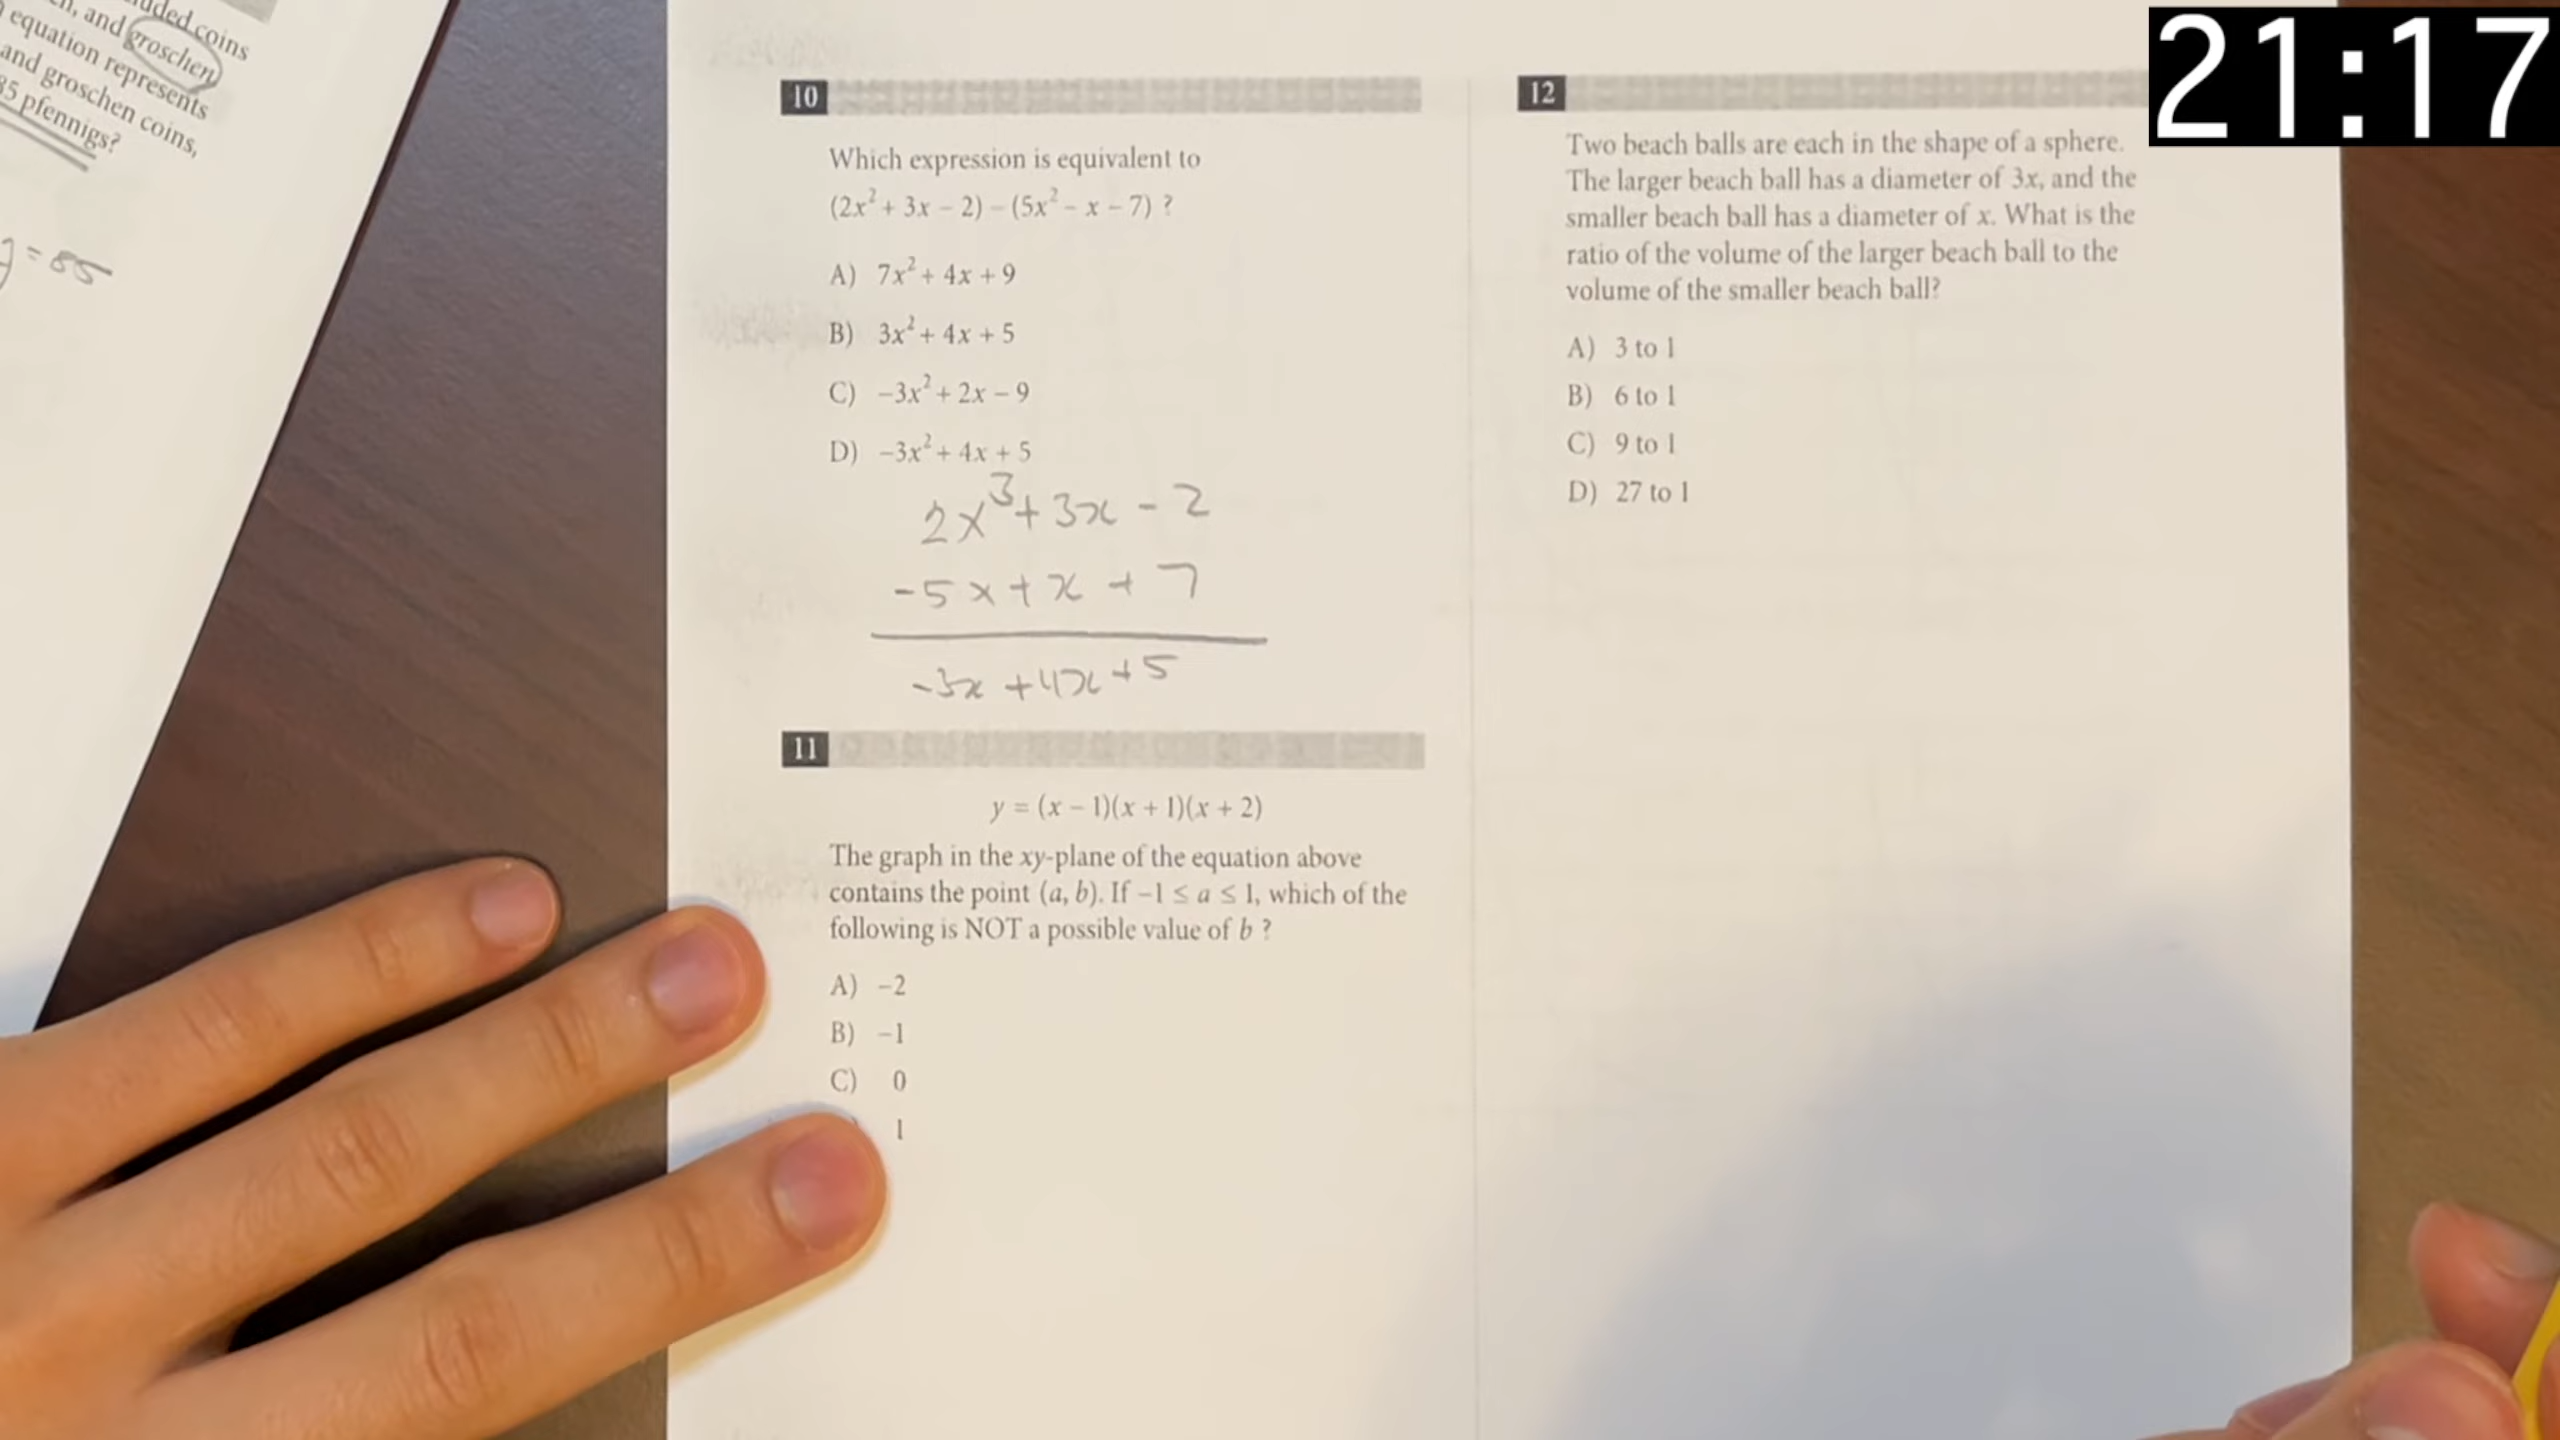 uded coins
, and groschen
equation represents
and groschen coins,
85 pfennigs?
= 85
21:17
10
Which expression is equivalent to
(2x² + 3x − 2) − (5x² − x − 7) ?
A) 7x² + 4x + 9
B) 3x² + 4x + 5
C) −3x² + 2x − 9
D) −3x² + 4x + 5
2x³ + 3x - 2
-5x + x + 7
-3x + 4x + 5
11
y = (x − 1)(x + 1)(x + 2)
The graph in the xy-plane of the equation above
contains the point (a, b). If −1 ≤ a ≤ 1, which of the
following is NOT a possible value of b ?
A) −2
B) −1
C) 0
1
12
Two beach balls are each in the shape of a sphere.
The larger beach ball has a diameter of 3x, and the
smaller beach ball has a diameter of x. What is the
ratio of the volume of the larger beach ball to the
volume of the smaller beach ball?
A) 3 to 1
B) 6 to 1
C) 9 to 1
D) 27 to 1